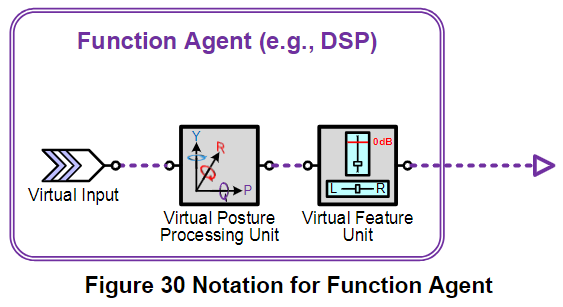 Function Agent (e.g., DSP)
Y
R
P
0dB
L
R
Virtual Input
Virtual Posture
Processing Unit
Virtual Feature
Unit
Figure 30 Notation for Function Agent